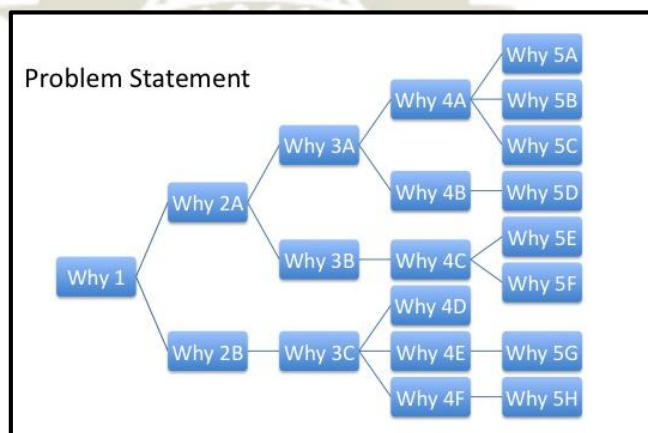 Problem Statement
Why 1
Why 2A
Why 2B
Why 3A
Why 3B
Why 3C
Why 4A
Why 4B
Why 4C
Why 4D
Why 4E
Why 4F
Why 5A
Why 5B
Why 5C
Why 5D
Why 5E
Why 5F
Why 5G
Why 5H